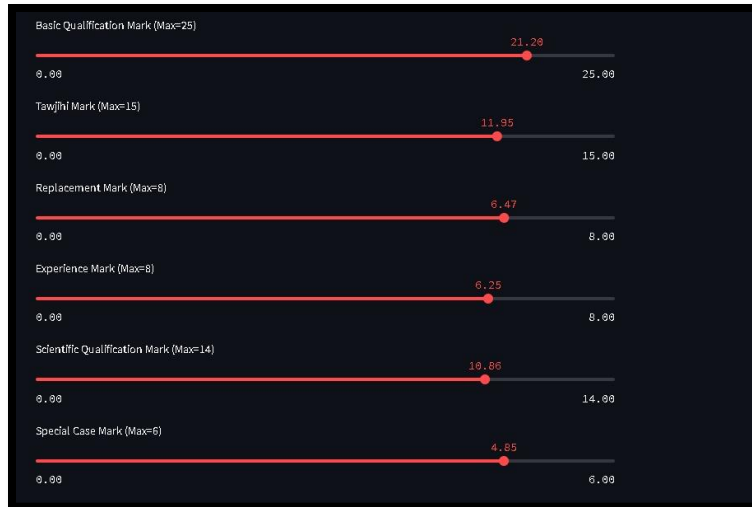 Basic Qualification Mark (Max=25)
21.20
0.00 25.00
Tawjihi Mark (Max=15)
11.95
0.00 15.00
Replacement Mark (Max=8)
6.47
0.00 8.00
Experience Mark (Max=8)
6.25
0.00 8.00
Scientific Qualification Mark (Max=14)
10.86
0.00 14.00
Special Case Mark (Max=6)
4.85
0.00 6.00